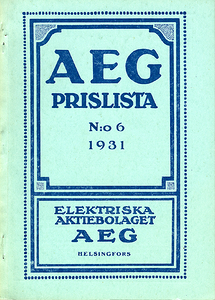 AEG
PRISLISTA
N:o 6
1931
ELEKTRISKA
AKTIEBOLAGET
AEG
HELSINGFORS